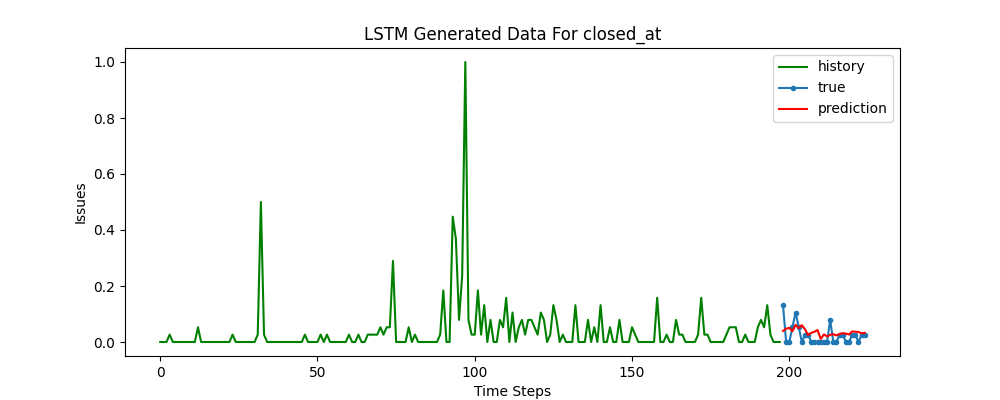 LSTM Generated Data For closed_at
history
true
prediction
Issues
1.0
0.8
0.6
0.4
0.2
0.0
0 50 100 150 200
Time Steps